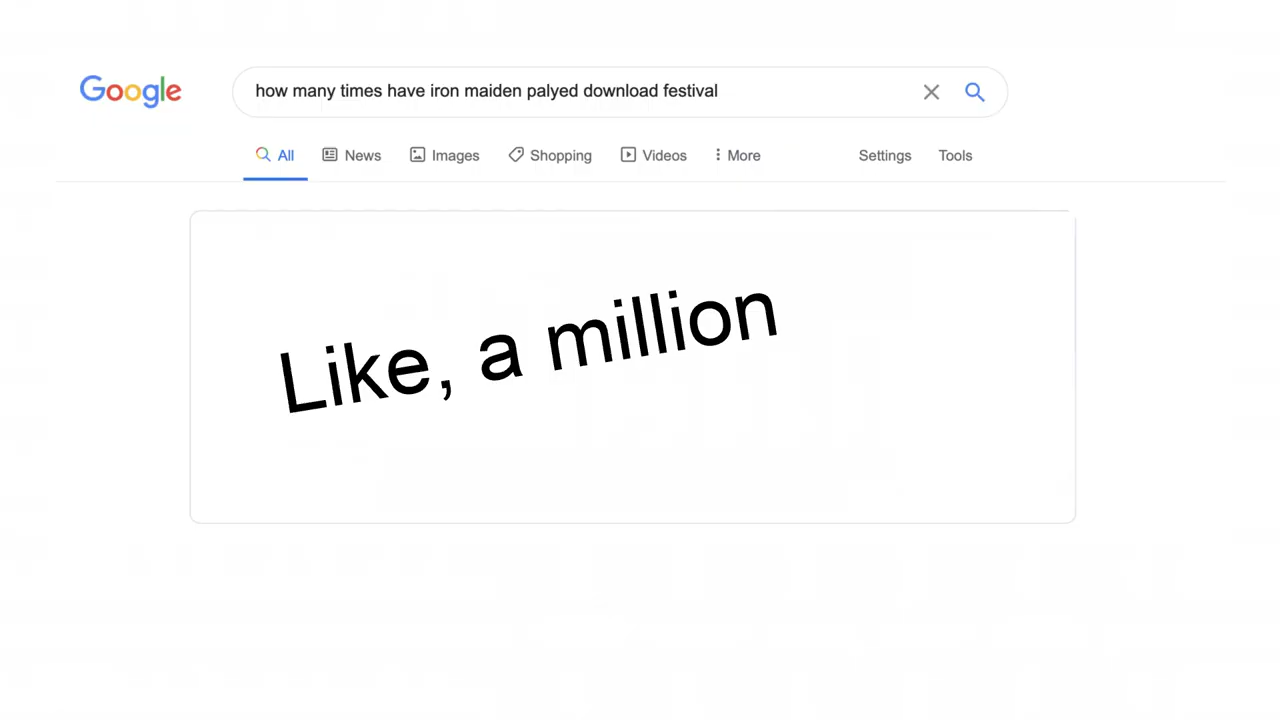 Google how many times have iron maiden palyed download festival
All News Images Shopping Videos More Settings Tools
Like, a million